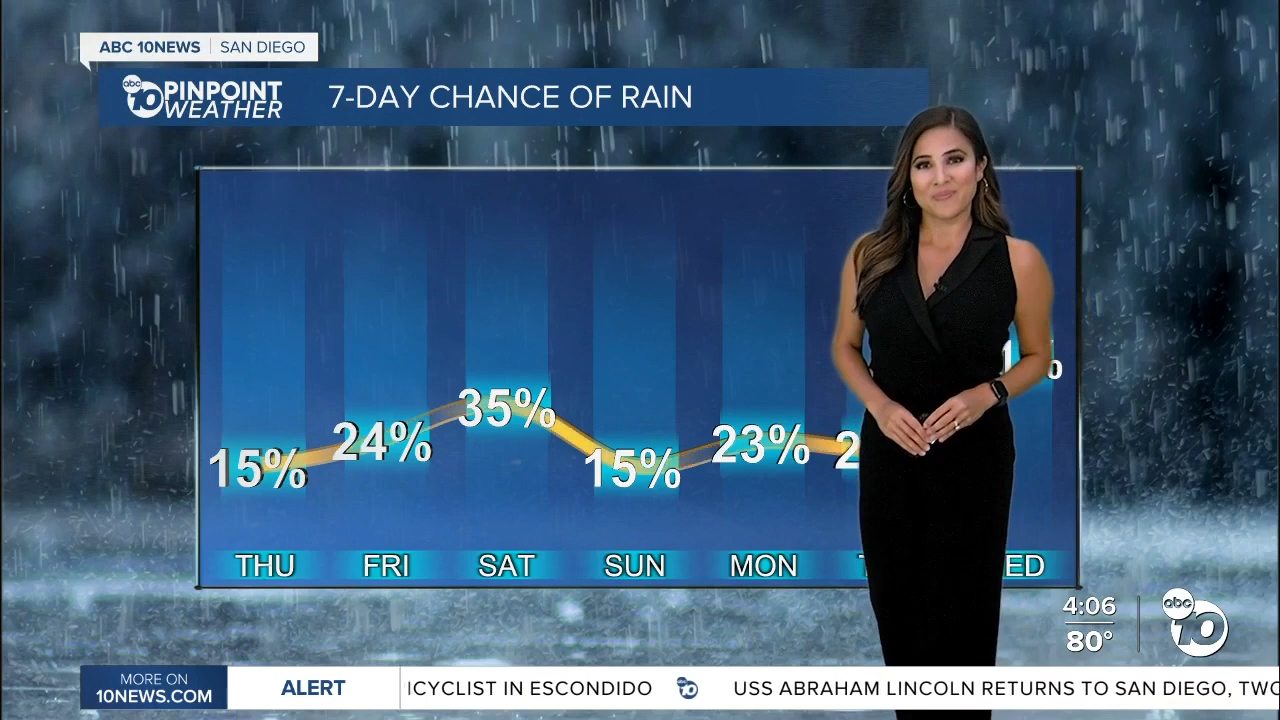 ABC 10NEWS | SAN DIEGO
abc 10 PINPOINT WEATHER
7-DAY CHANCE OF RAIN
15% 24% 35% 15% 23%
THU FRI SAT SUN MON
4:06
80°
abc 10
MORE ON
10NEWS.COM
ALERT
ICYCLIST IN ESCONDIDO abc 10 USS ABRAHAM LINCOLN RETURNS TO SAN DIEGO, TWO